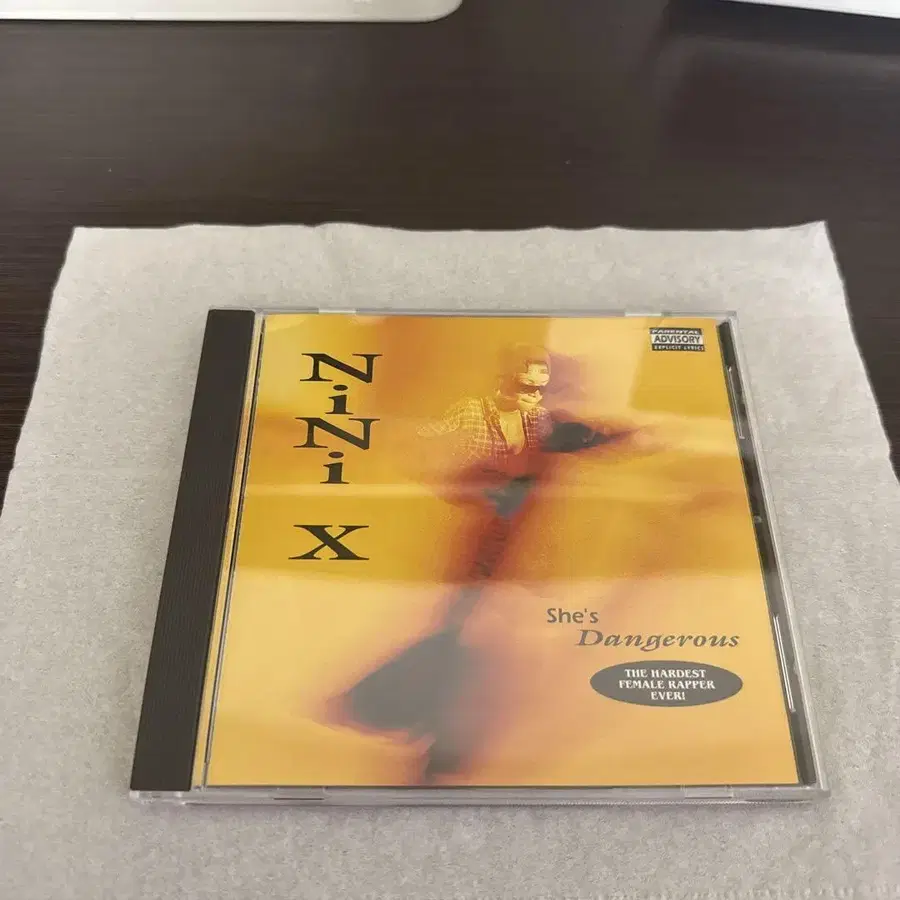 PARENTAL
ADVISORY
EXPLICIT LYRICS
NiNi
X
She's
Dangerous
THE HARDEST
FEMALE RAPPER
EVER!